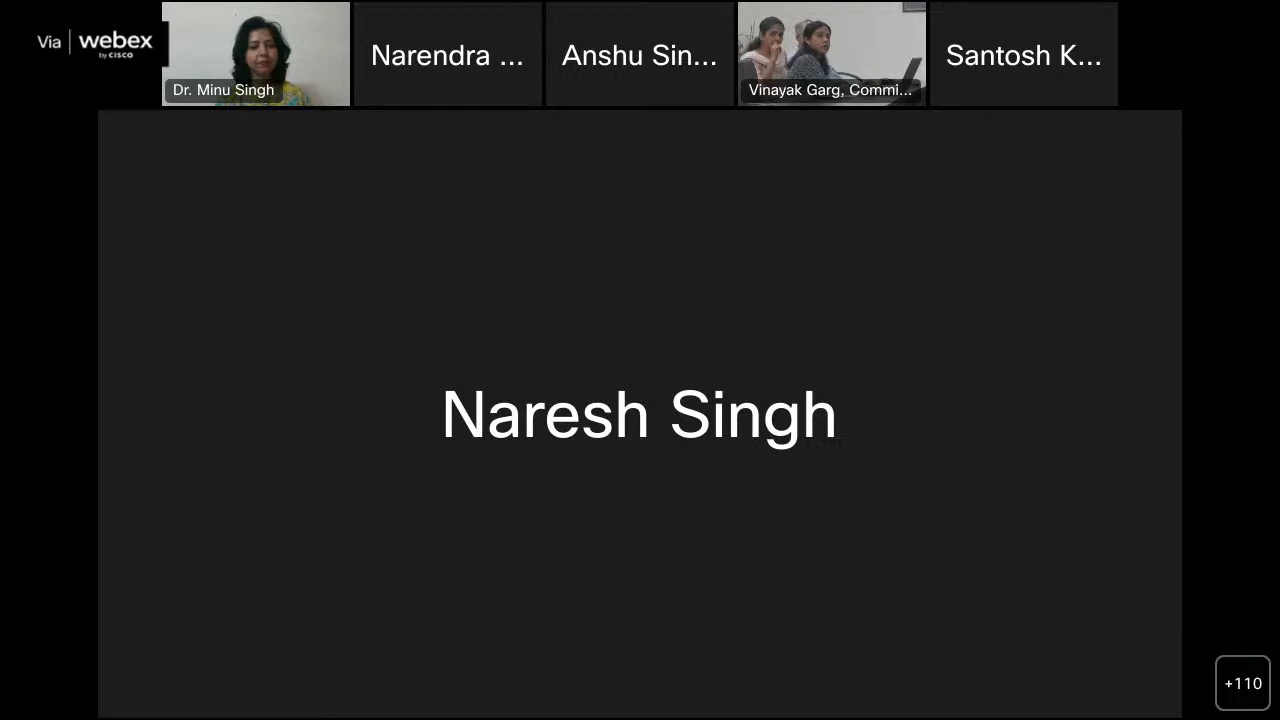 Via | webex
by CISCO
Dr. Minu Singh
Narendra ...
Anshu Sin...
Vinayak Garg, Commi...
Santosh K...
Naresh Singh
+110